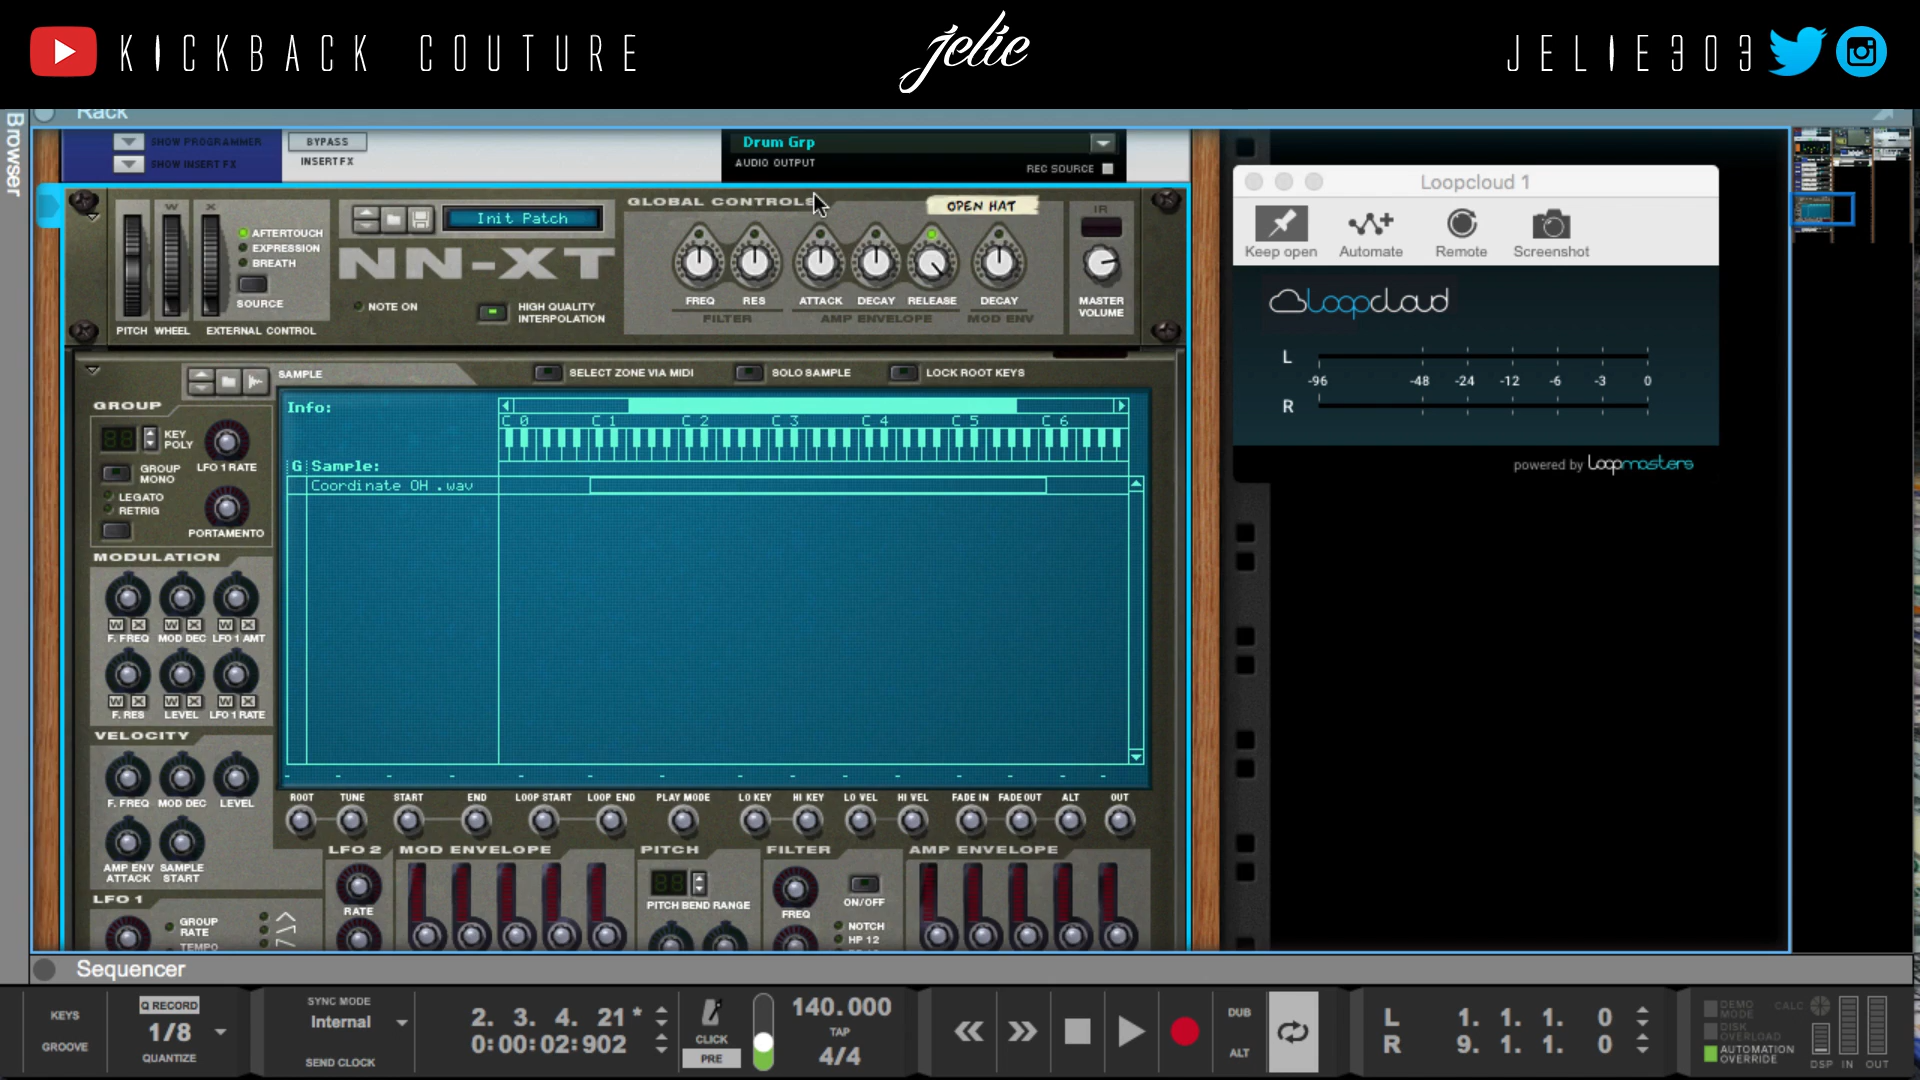 KICKBACK COUTURE
jelie
JELIE303
Browser
Rack
SHOW PROGRAMMER
SHOW INSERT FX
BYPASS
INSERT FX
Drum Grp
AUDIO OUTPUT
REC SOURCE
W X
AFTERTOUCH
EXPRESSION
BREATH
SOURCE
PITCH WHEEL EXTERNAL CONTROL
Init Patch
NN-XT
NOTE ON
HIGH QUALITY
INTERPOLATION
GLOBAL CONTROLS
OPEN HAT
FREQ RES ATTACK DECAY RELEASE DECAY
FILTER AMP ENVELOPE MOD ENV
MASTER
VOLUME
Loopcloud 1
Keep open Automate Remote Screenshot
loopcloud
L
-96 -48 -24 -12 -6 -3 0
R
powered by Loopmasters
SAMPLE
SELECT ZONE VIA MIDI
SOLO SAMPLE
LOCK ROOT KEYS
GROUP
KEY
POLY
LFO 1 RATE
GROUP
MONO
LEGATO
RETRIG
PORTAMENTO
Info:
C 0 C 1 C 2 C 3 C 4 C 5 C 6
G Sample:
Coordinate OH .wav
MODULATION
W X W X W X
F. FREQ MOD DEC LFO 1 AMT
W X W X W X
F. RES LEVEL LFO 1 RATE
VELOCITY
F. FREQ MOD DEC LEVEL
AMP ENV
ATTACK
SAMPLE
START
ROOT TUNE START END LOOP START LOOP END PLAY MODE LO KEY HI KEY LO VEL HI VEL FADE IN FADE OUT ALT OUT
LFO 1
GROUP
RATE
TEMPO
LFO 2
RATE
MOD ENVELOPE
PITCH
PITCH BEND RANGE
FILTER
FREQ
ON/OFF
NOTCH
HP 12
AMP ENVELOPE
Sequencer
KEYS
GROOVE
Q RECORD
1/8
QUANTIZE
SYNC MODE
Internal
SEND CLOCK
2. 3. 4. 21 *
0:00:02:902
CLICK
PRE
140.000
TAP
4/4
DUB
ALT
L 1. 1. 1. 0
R 9. 1. 1. 0
DEMO
MODE
DISK
OVERLOAD
AUTOMATION
OVERRIDE
CALC
DSP IN OUT